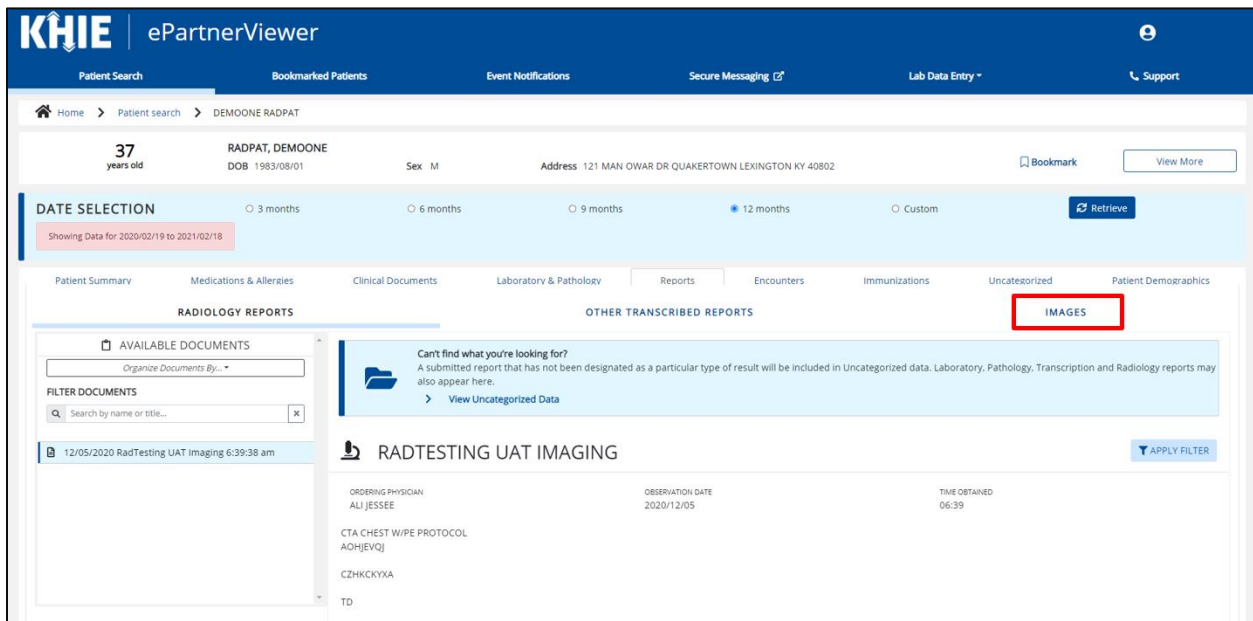 KHIE ePartnerViewer
Patient Search Bookmarked Patients Event Notifications Secure Messaging Lab Data Entry Support
Home > Patient search > DEMOONE RADPAT
37
years old
RADPAT, DEMOONE
DOB 1983/08/01 Sex M Address 121 MAN OWAR DR QUAKERTOWN LEXINGTON KY 40802
Bookmark
View More
DATE SELECTION 3 months 6 months 9 months 12 months Custom Retrieve
Showing Data for 2020/02/19 to 2021/02/18
Patient Summary Medications & Allergies Clinical Documents Laboratory & Pathology Reports Encounters Immunizations Uncategorized Patient Demographics
RADIOLOGY REPORTS OTHER TRANSCRIBED REPORTS IMAGES
AVAILABLE DOCUMENTS
Organize Documents By...
FILTER DOCUMENTS
Search by name or title... x
12/05/2020 RadTesting UAT Imaging 6:39:38 am
Can't find what you're looking for?
A submitted report that has not been designated as a particular type of result will be included in Uncategorized data. Laboratory, Pathology, Transcription and Radiology reports may
also appear here.
> View Uncategorized Data
RADTESTING UAT IMAGING
APPLY FILTER
ORDERING PHYSICIAN OBSERVATION DATE TIME OBTAINED
ALI JESSEE 2020/12/05 06:39
CTA CHEST W/PE PROTOCOL
AOHJEVQJ
CZHKCKYXA
TD